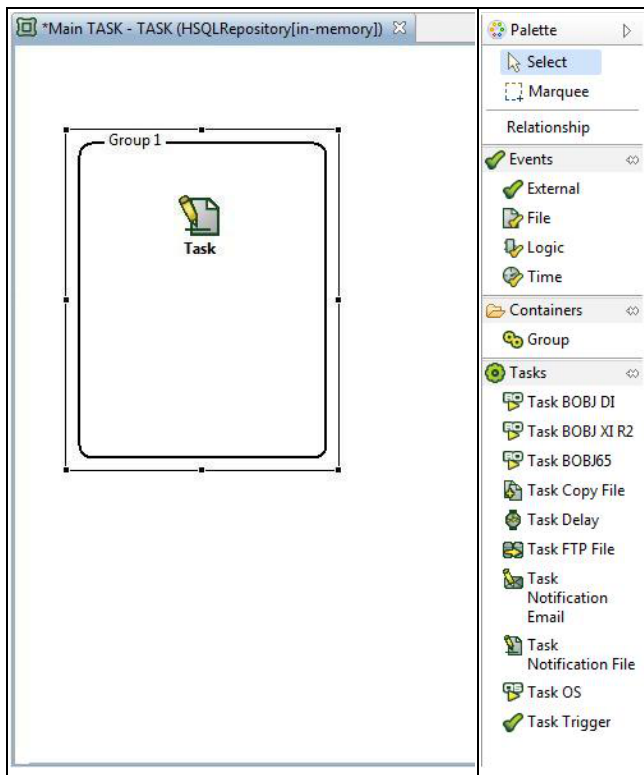 *Main TASK - TASK (HSQLRepository[in-memory])
Group 1
Task
Palette
Select
Marquee
Relationship
Events
External
File
Logic
Time
Containers
Group
Tasks
Task BOBJ DI
Task BOBJ XI R2
Task BOBJ65
Task Copy File
Task Delay
Task FTP File
Task
Notification
Email
Task
Notification File
Task OS
Task Trigger